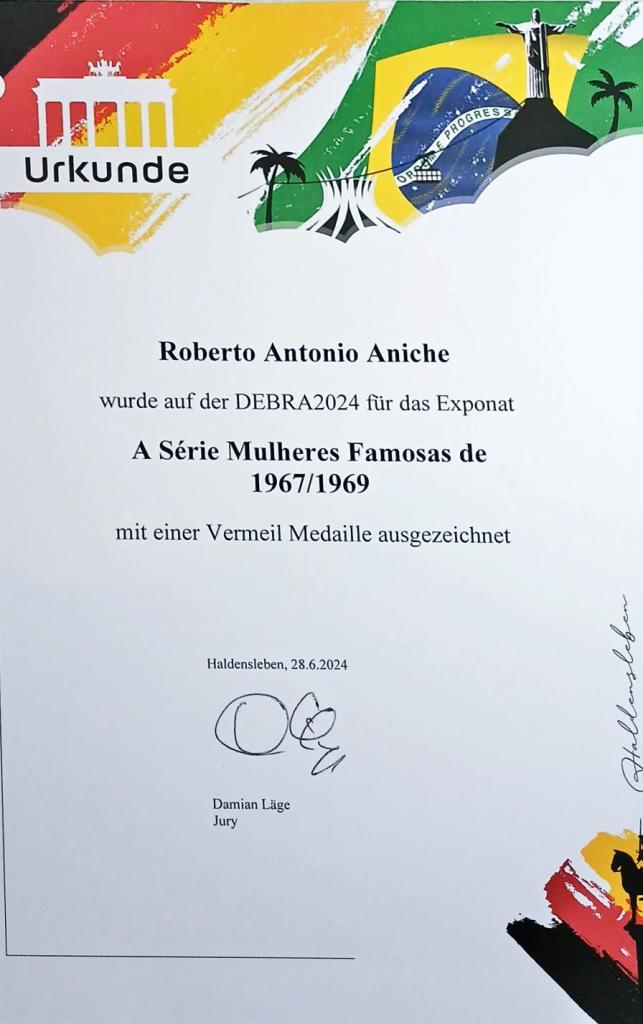 Urkunde
ORDEM E PROGRESSO
Roberto Antonio Aniche
wurde auf der DEBRA2024 für das Exponat
A Série Mulheres Famosas de
1967/1969
mit einer Vermeil Medaille ausgezeichnet
Haldensleben, 28.6.2024
Damian Läge
Jury
Haldensleben